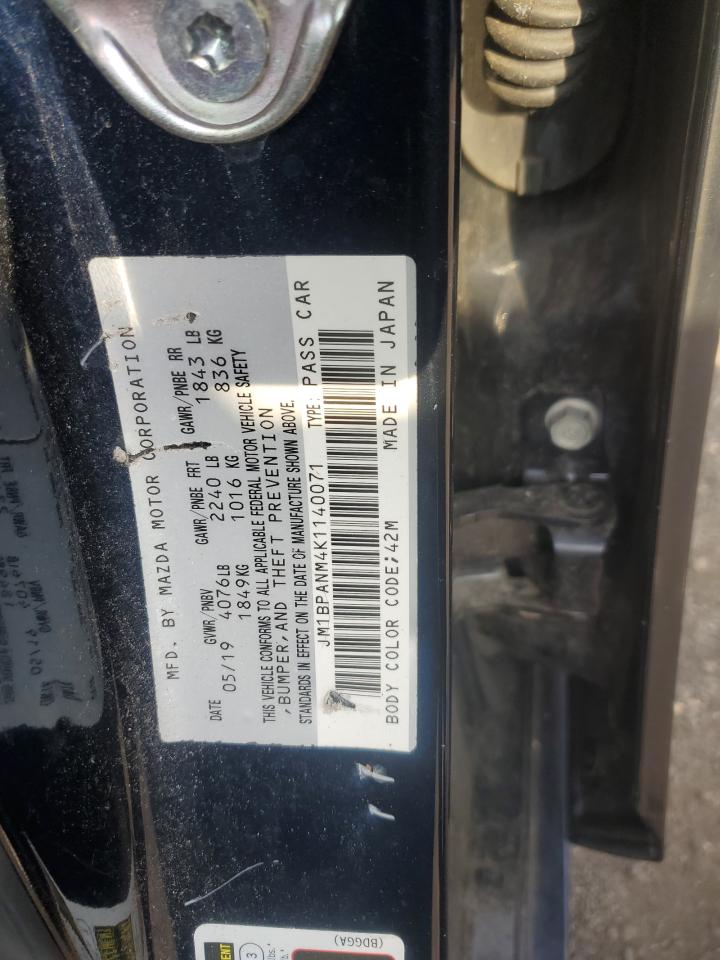 MFD. BY MAZDA MOTOR CORPORATION
DATE GVWR/PNBV GAWR/PNBE FRT GAWR/PNBE RR
05/19 4076LB 2240 LB 1843 LB
1849KG 1016 KG 836 KG
THIS VEHICLE CONFORMS TO ALL APPLICABLE FEDERAL MOTOR VEHICLE SAFETY
,BUMPER,AND THEFT PREVENTION
STANDARDS IN EFFECT ON THE DATE OF MANUFACTURE SHOWN ABOVE.
JM1BPANM4K1140071 TYPE: PASS CAR
BODY COLOR CODE;42M MADE IN JAPAN
(BDGGA)
3